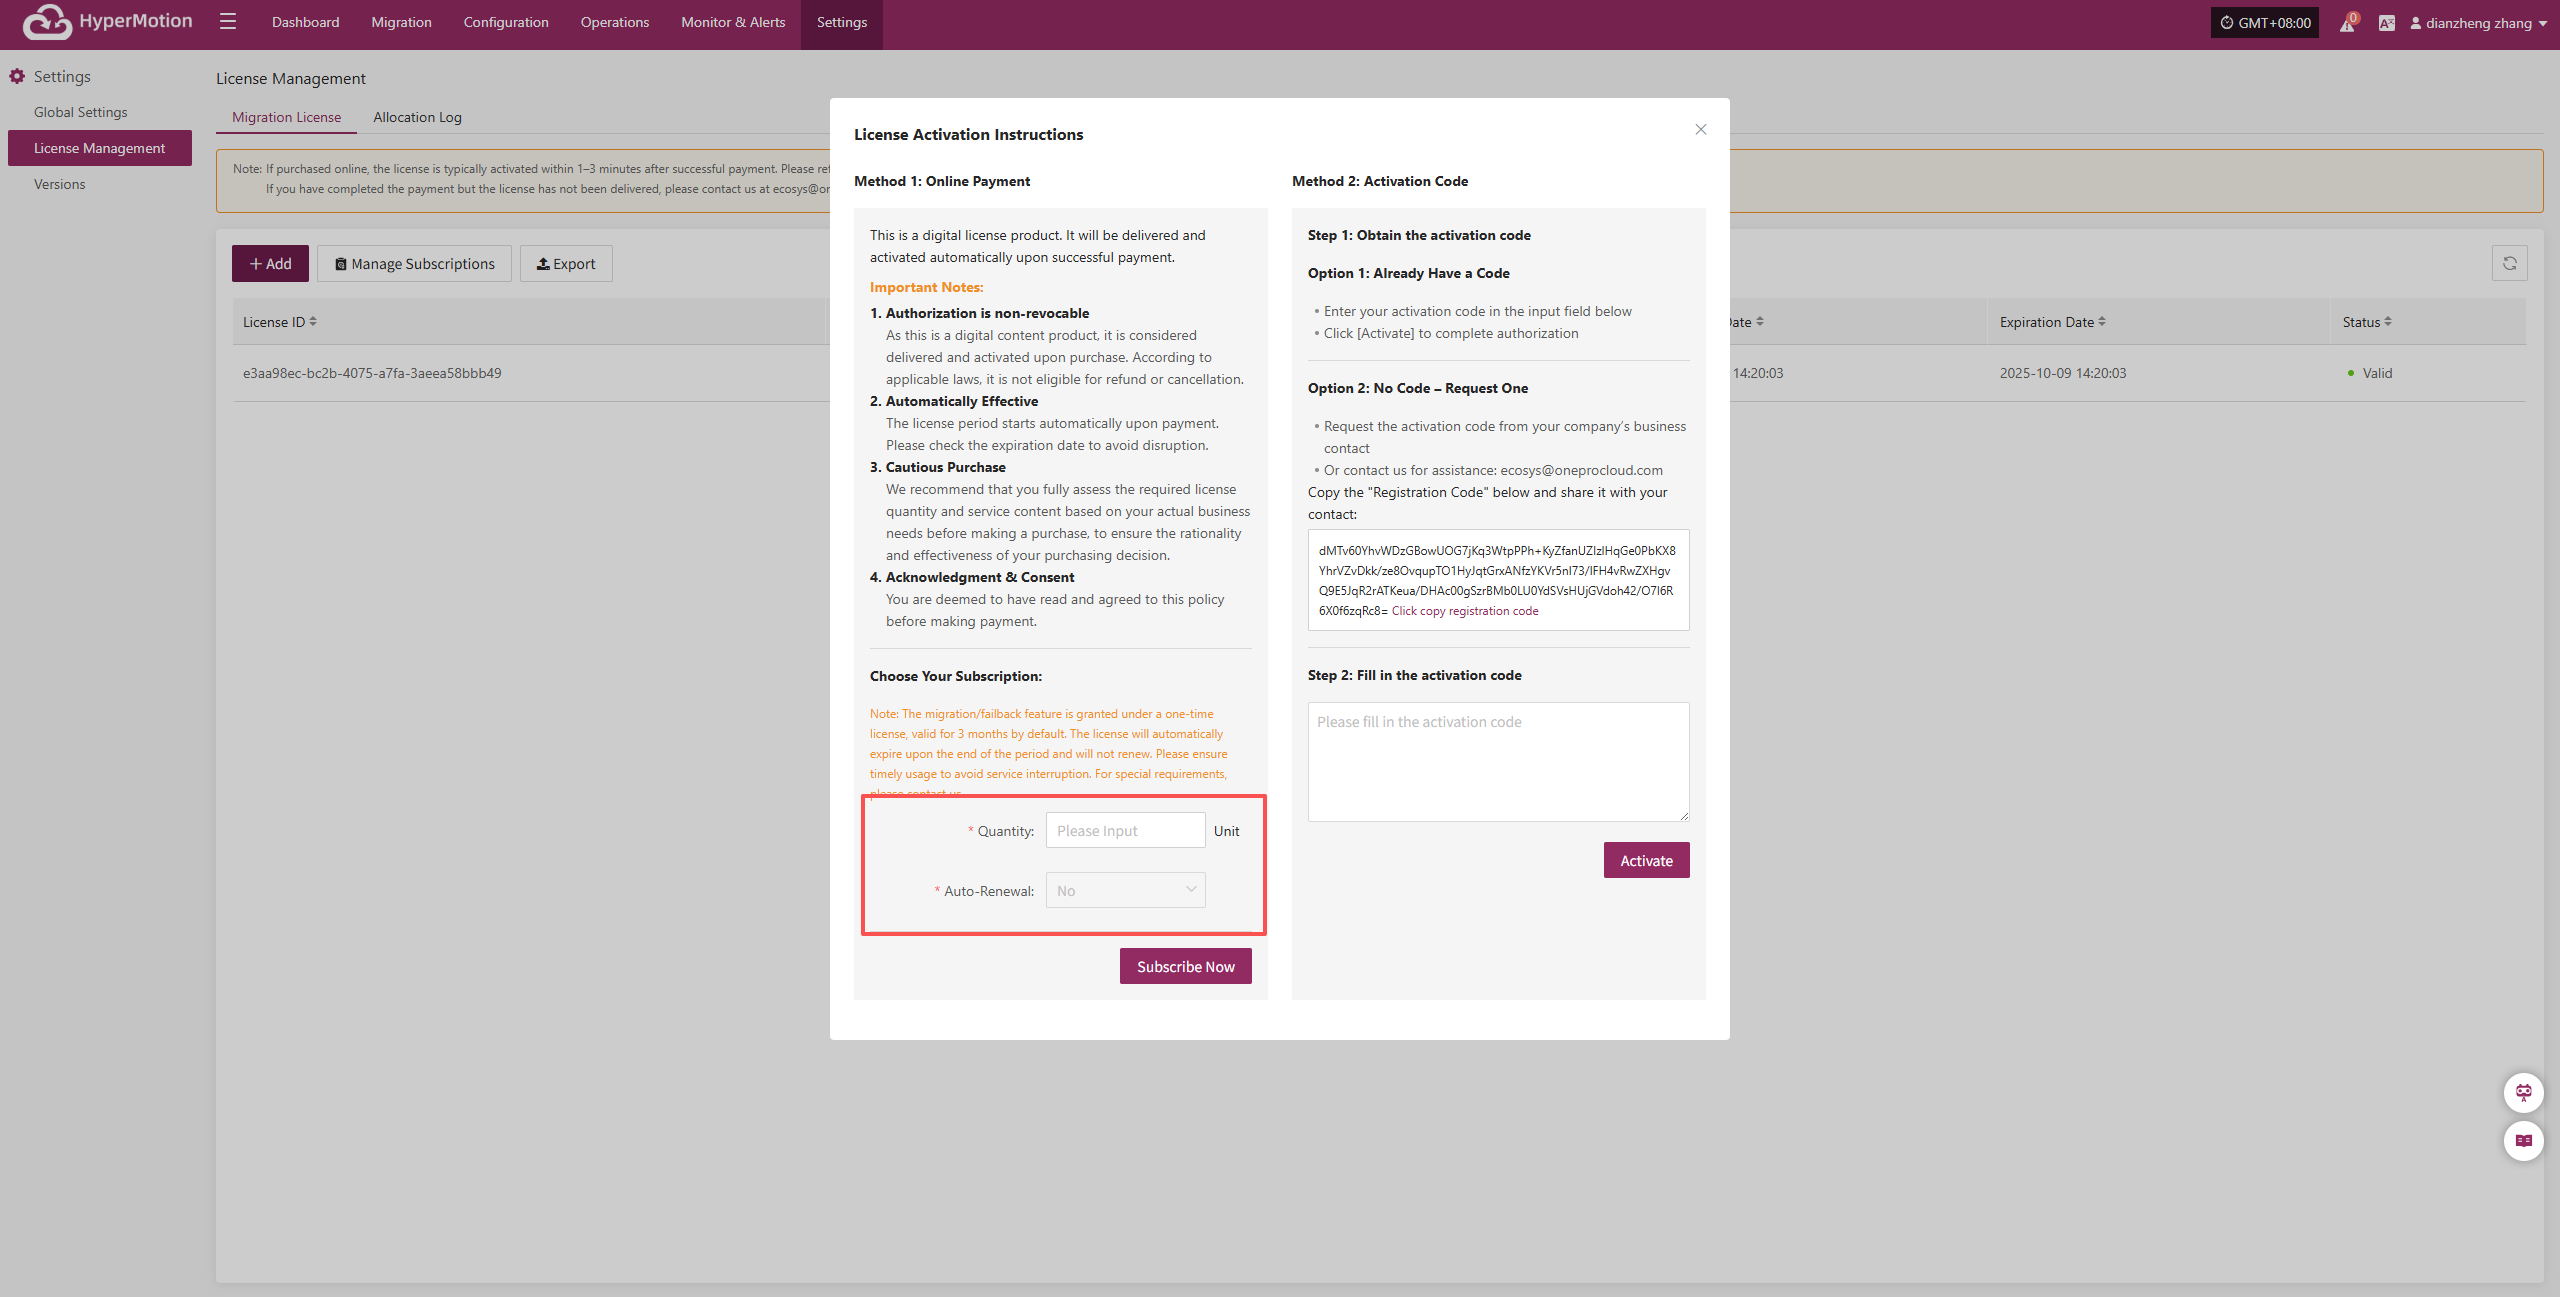 HyperMotion
Dashboard
Migration
Configuration
Operations
Monitor & Alerts
Settings
GMT+08:00
0
dianzheng zhang
Settings
Global Settings
License Management
Versions
License Management
Migration License
Allocation Log
Note: If purchased online, the license is typically activated within 1–3 minutes after successful payment. Please ref
If you have completed the payment but the license has not been delivered, please contact us at ecosys@on
Add
Manage Subscriptions
Export
License ID
Date
Expiration Date
Status
e3aa98ec-bc2b-4075-a7fa-3aeea58bbb49
14:20:03
2025-10-09 14:20:03
Valid
License Activation Instructions
Method 1: Online Payment
This is a digital license product. It will be delivered and
activated automatically upon successful payment.
Important Notes:
1. Authorization is non-revocable
As this is a digital content product, it is considered
delivered and activated upon purchase. According to
applicable laws, it is not eligible for refund or cancellation.
2. Automatically Effective
The license period starts automatically upon payment.
Please check the expiration date to avoid disruption.
3. Cautious Purchase
We recommend that you fully assess the required license
quantity and service content based on your actual business
needs before making a purchase, to ensure the rationality
and effectiveness of your purchasing decision.
4. Acknowledgment & Consent
You are deemed to have read and agreed to this policy
before making payment.
Choose Your Subscription:
Note: The migration/failback feature is granted under a one-time
license, valid for 3 months by default. The license will automatically
expire upon the end of the period and will not renew. Please ensure
timely usage to avoid service interruption. For special requirements,
please contact us
* Quantity:
Please Input
Unit
* Auto-Renewal:
No
Subscribe Now
Method 2: Activation Code
Step 1: Obtain the activation code
Option 1: Already Have a Code
• Enter your activation code in the input field below
• Click [Activate] to complete authorization
Option 2: No Code – Request One
• Request the activation code from your company's business
contact
• Or contact us for assistance: ecosys@oneprocloud.com
Copy the "Registration Code" below and share it with your
contact:
dMTv60YhvWDzGBowUOG7jKq3WtpPPh+KyZfanUZIzIHqGe0PbKX8
YhrVZvDkk/ze8OvqupTO1HyJqtGrxANfzYKVr5nI73/IFH4vRwZXHgv
Q9E5JqR2rATKeua/DHAc00gSzrBMb0LU0YdSVsHUjGVdoh42/O7I6R
6X0f6zqRc8= Click copy registration code
Step 2: Fill in the activation code
Please fill in the activation code
Activate